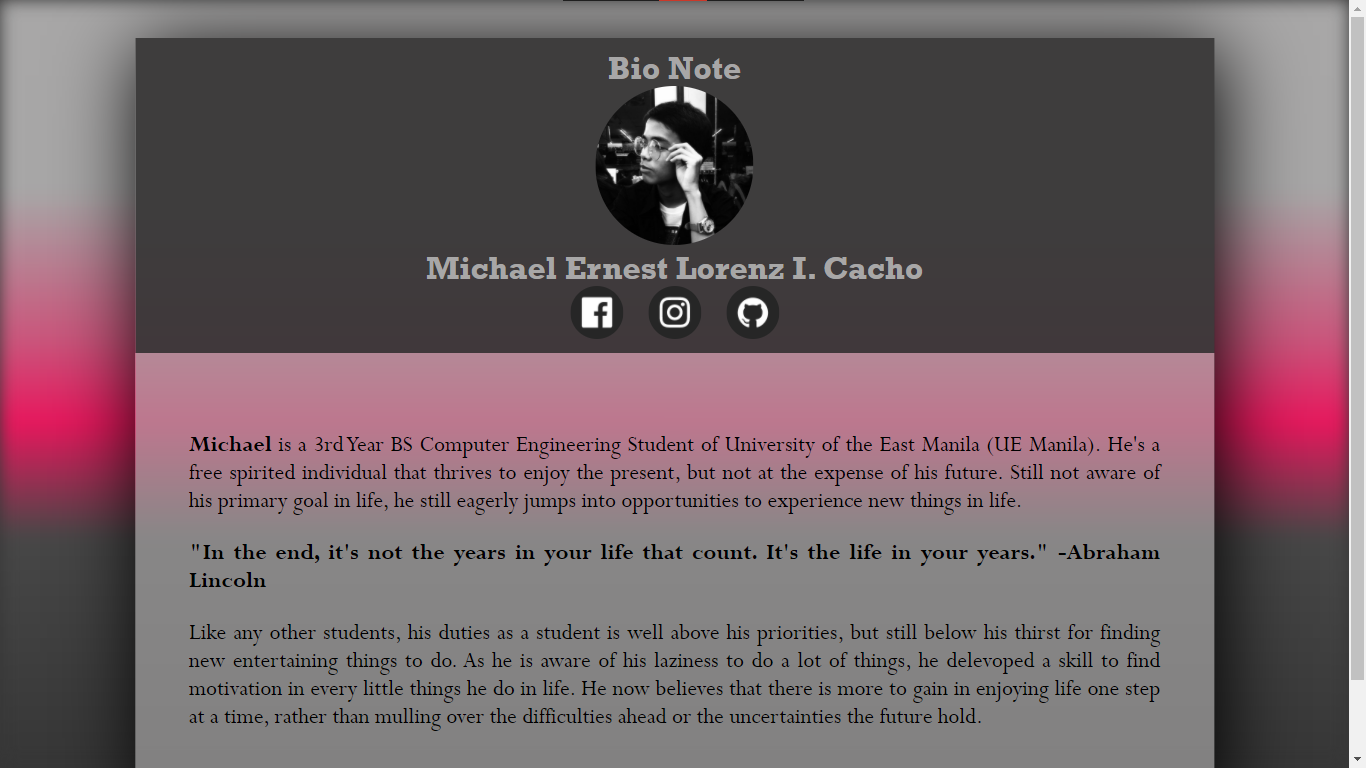 Bio Note
Michael Ernest Lorenz I. Cacho
Michael is a 3rd Year BS Computer Engineering Student of University of the East Manila (UE Manila). He's a
free spirited individual that thrives to enjoy the present, but not at the expense of his future. Still not aware of
his primary goal in life, he still eagerly jumps into opportunities to experience new things in life.
"In the end, it's not the years in your life that count. It's the life in your years." -Abraham
Lincoln
Like any other students, his duties as a student is well above his priorities, but still below his thirst for finding
new entertaining things to do. As he is aware of his laziness to do a lot of things, he delevoped a skill to find
motivation in every little things he do in life. He now believes that there is more to gain in enjoying life one step
at a time, rather than mulling over the difficulties ahead or the uncertainties the future hold.